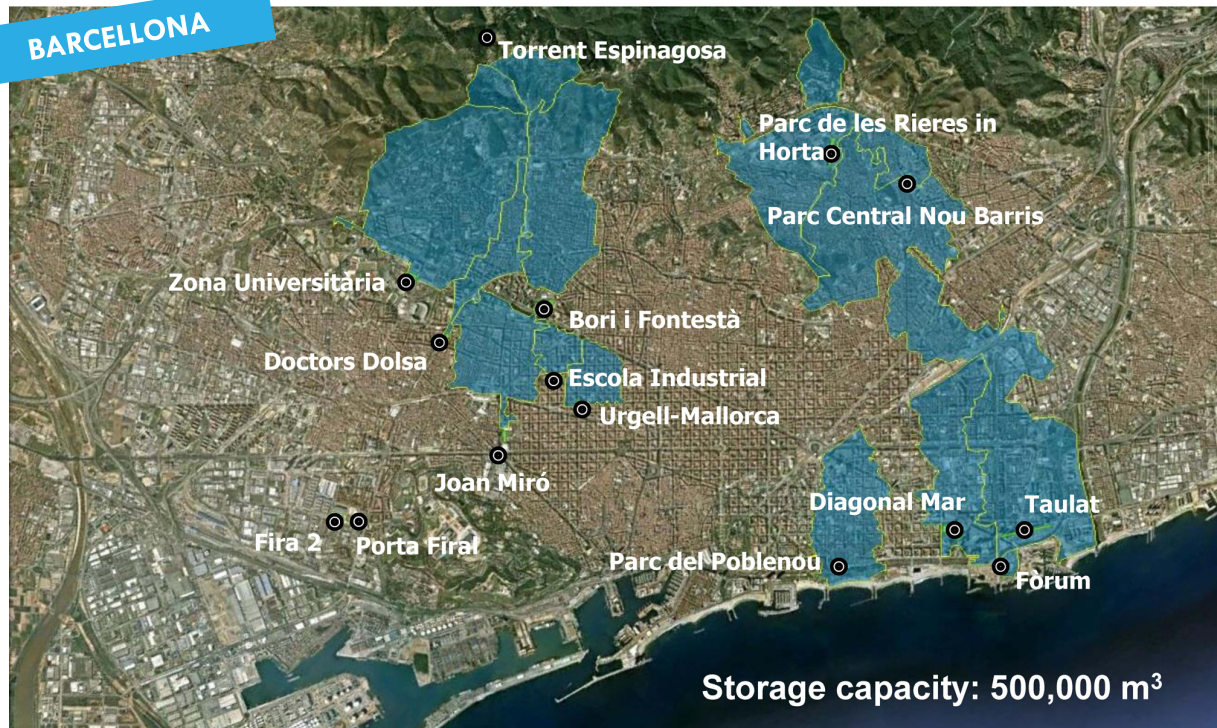 BARCELLONA
Torrent Espinagosa
Parc de les Rieres in
Horta
Parc Central Nou Barris
Zona Universitària
Bori i Fontestà
Doctors Dolsa
Escola Industrial
Urgell-Mallorca
Joan Miró
Diagonal Mar
Taulat
Fira 2
Porta Firal
Parc del Poblenou
Fòrum
Storage capacity: 500,000 m³